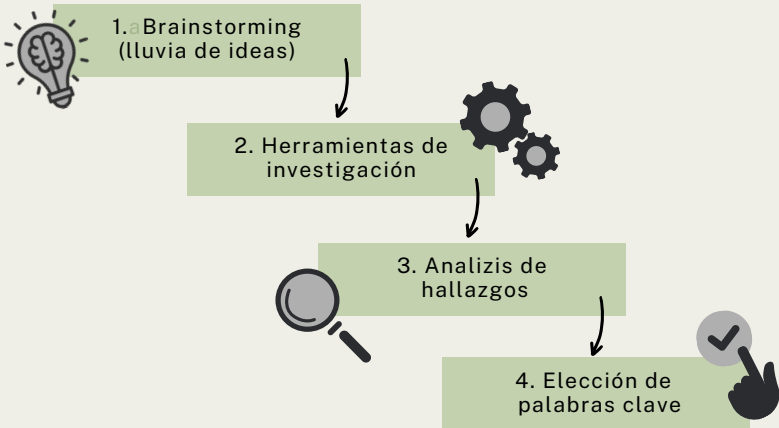 1.aBrainstorming
(lluvia de ideas)
2. Herramientas de
investigación
3. Analizis de
hallazgos
4. Elección de
palabras clave